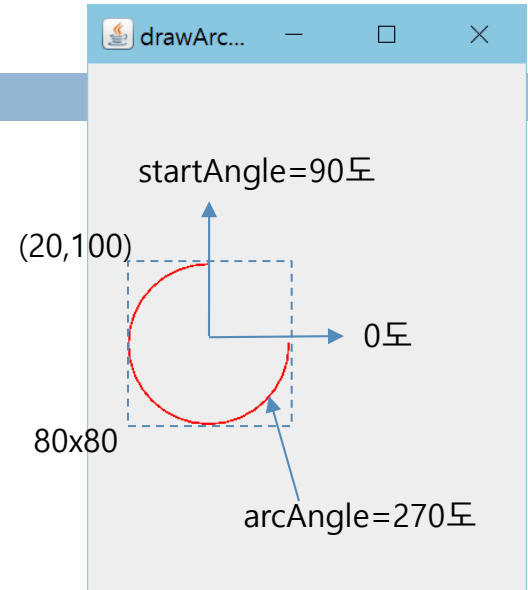 drawArc...
startAngle=90도
(20,100)
0도
80x80
arcAngle=270도